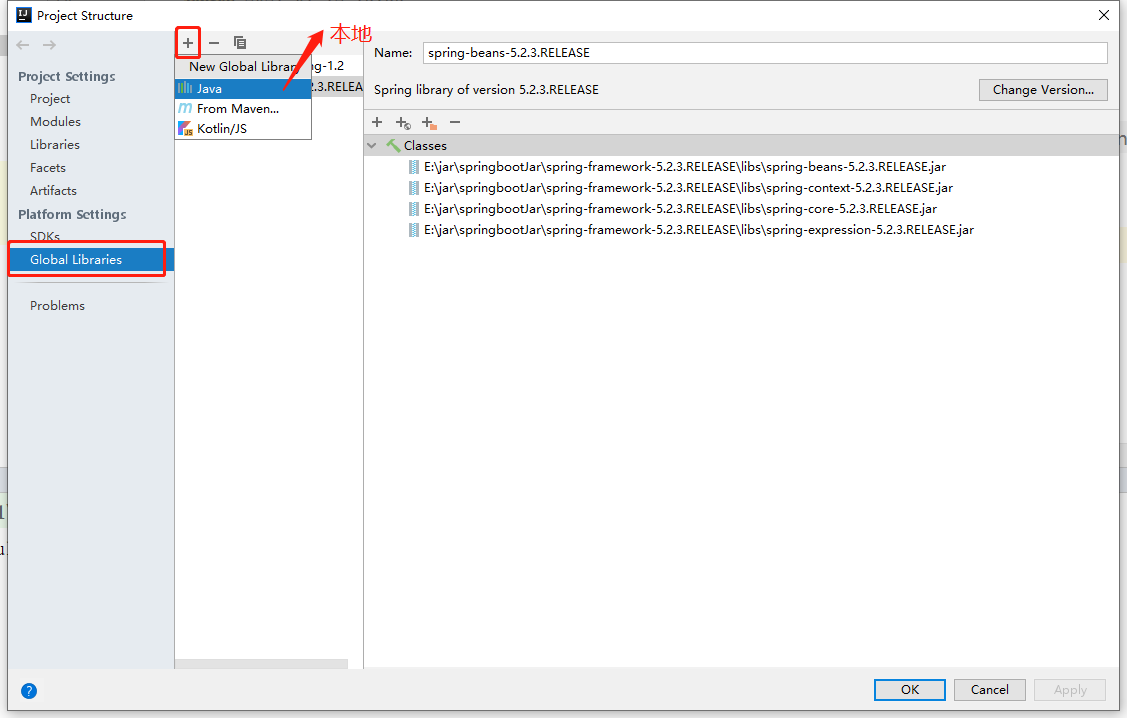 Project Structure
本地
Project Settings
Project
Modules
Libraries
Facets
Artifacts
Platform Settings
SDKs
Global Libraries
Problems
New Global Library
ng-1.2
Java
2.3.RELEA
From Maven...
Kotlin/JS
Name:
spring-beans-5.2.3.RELEASE
Spring library of version 5.2.3.RELEASE
Change Version...
Classes
E:\jar\springbootJar\spring-framework-5.2.3.RELEASE\libs\spring-beans-5.2.3.RELEASE.jar
E:\jar\springbootJar\spring-framework-5.2.3.RELEASE\libs\spring-context-5.2.3.RELEASE.jar
E:\jar\springbootJar\spring-framework-5.2.3.RELEASE\libs\spring-core-5.2.3.RELEASE.jar
E:\jar\springbootJar\spring-framework-5.2.3.RELEASE\libs\spring-expression-5.2.3.RELEASE.jar
OK
Cancel
Apply